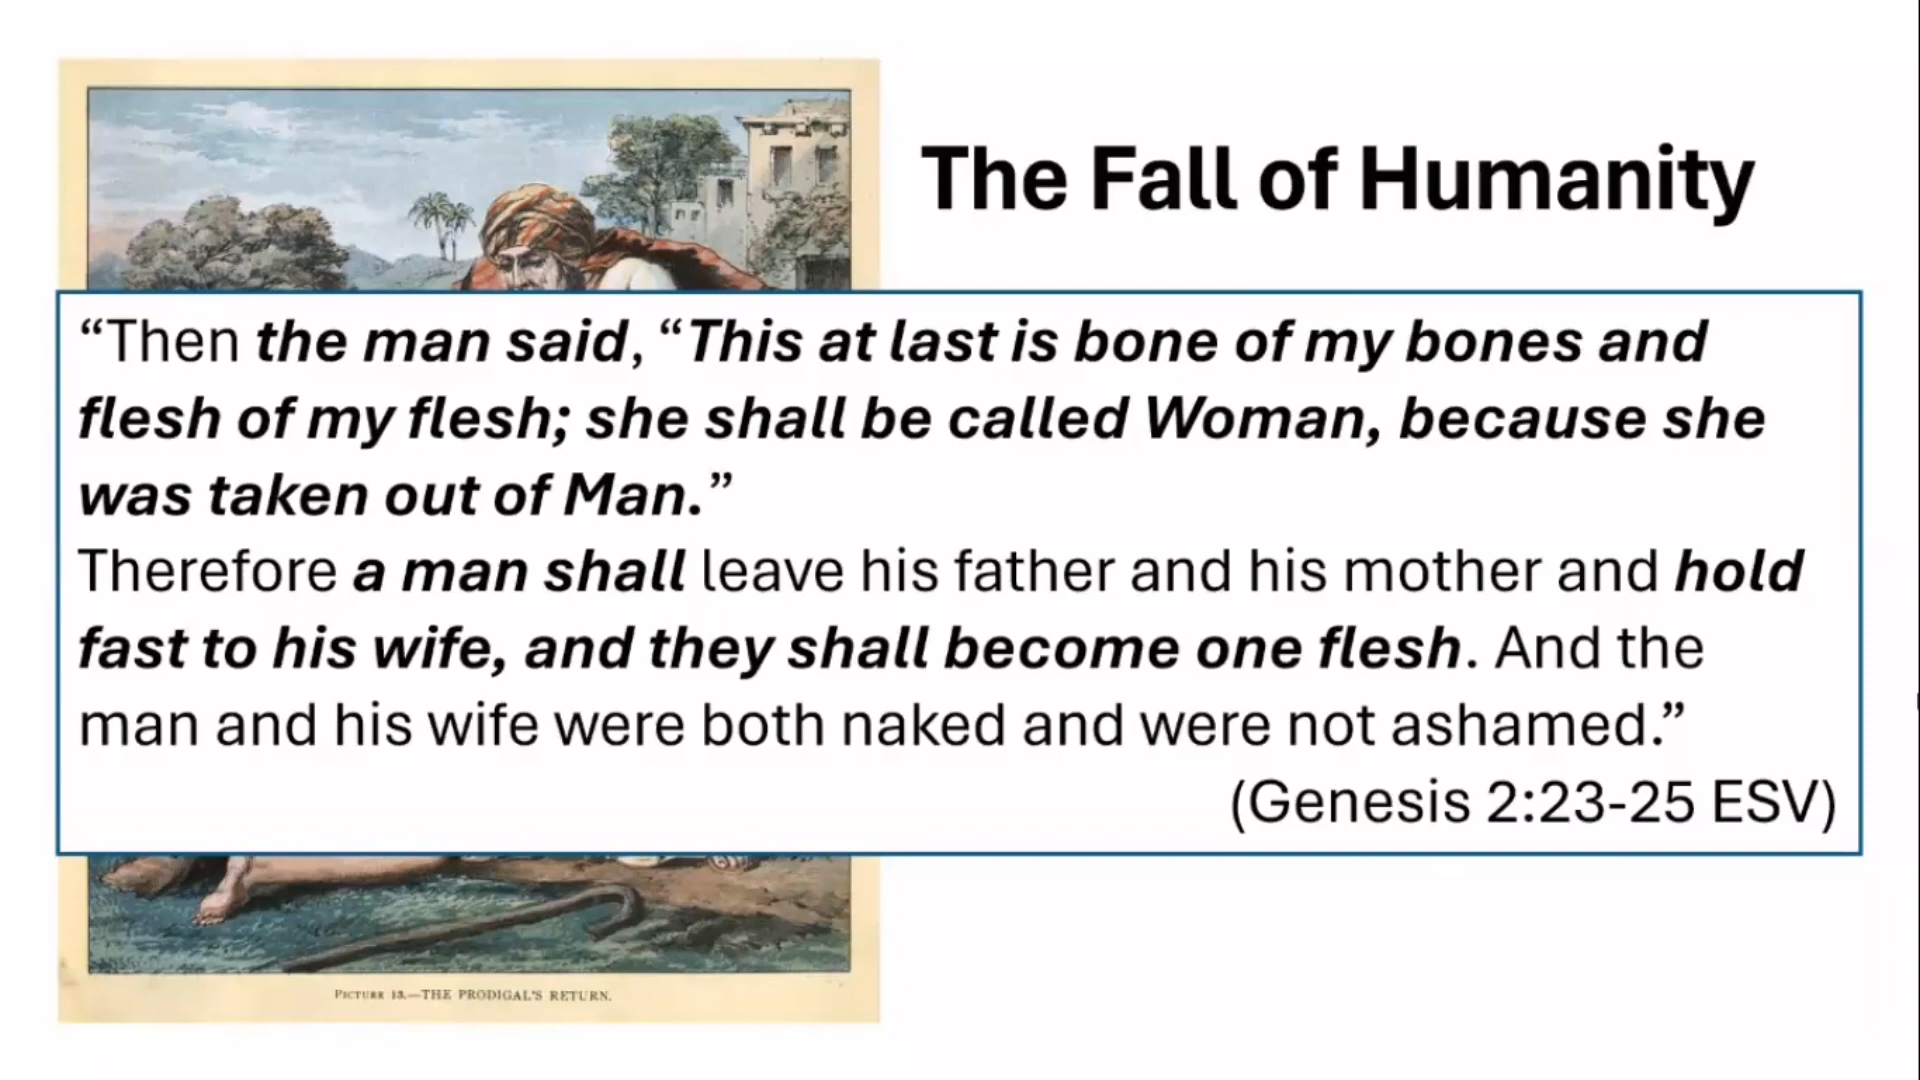 The Fall of Humanity
“Then the man said, “This at last is bone of my bones and
flesh of my flesh; she shall be called Woman, because she
was taken out of Man.”
Therefore a man shall leave his father and his mother and hold
fast to his wife, and they shall become one flesh. And the
man and his wife were both naked and were not ashamed.”
(Genesis 2:23-25 ESV)
Picture 13.—THE PRODIGAL'S RETURN.